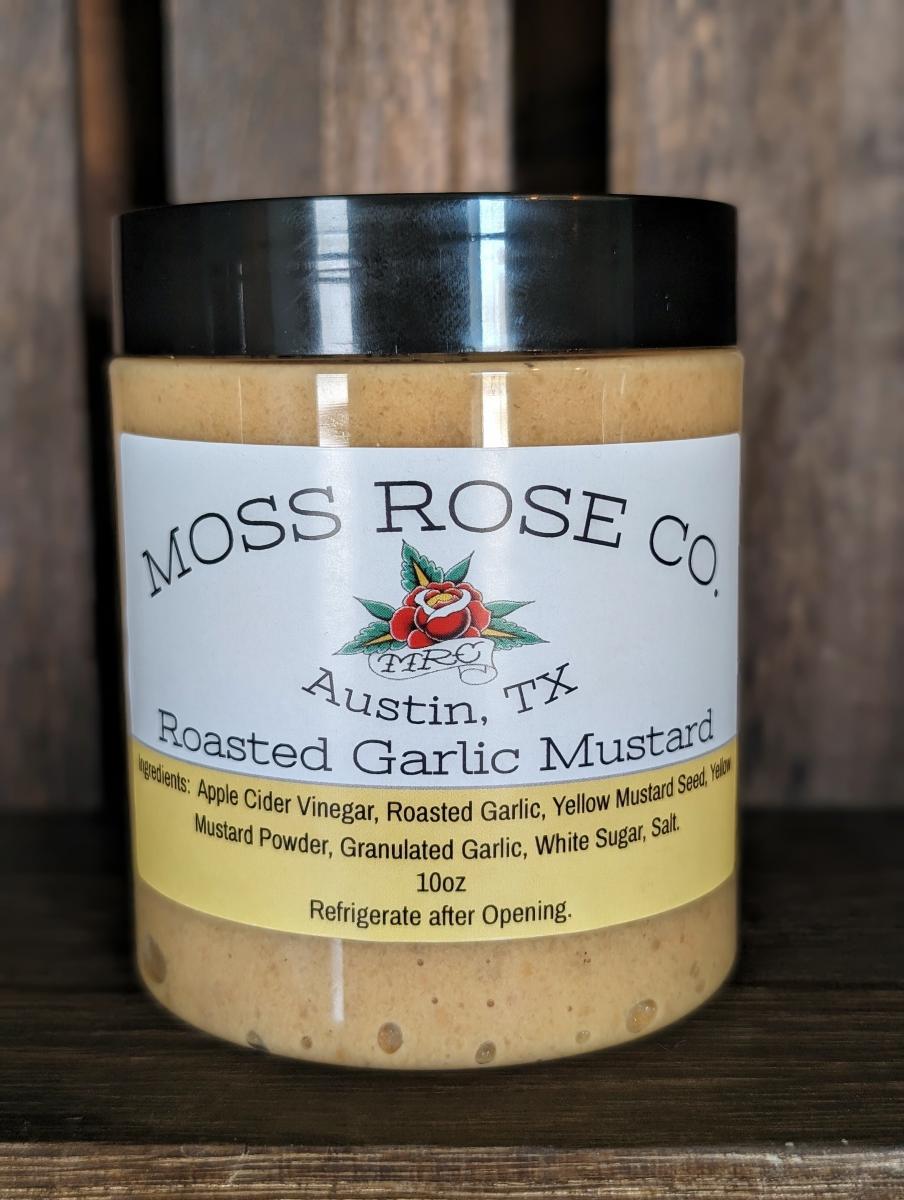 MOSS ROSE CO.
MRC
Austin, TX
Roasted Garlic Mustard
Ingredients: Apple Cider Vinegar, Roasted Garlic, Yellow Mustard Seed, Yellow
Mustard Powder, Granulated Garlic, White Sugar, Salt.
10oz
Refrigerate after Opening.